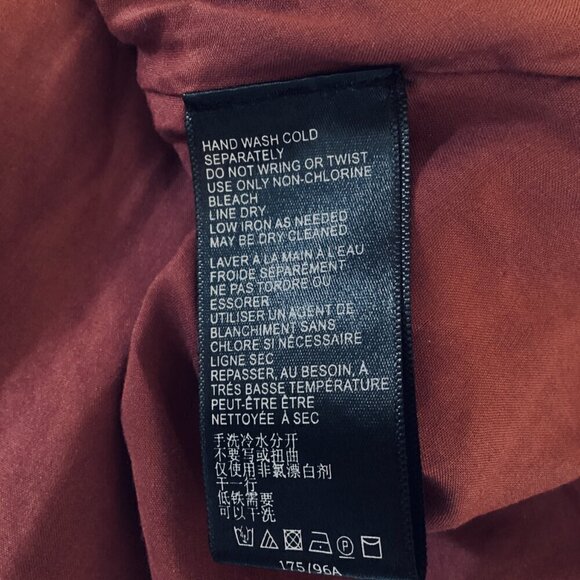 HAND WASH COLD
SEPARATELY
DO NOT WRING OR TWIST
USE ONLY NON-CHLORINE
BLEACH
LINE DRY
LOW IRON AS NEEDED
MAY BE DRY CLEANED
LAVER À LA MAIN À L'EAU
FROIDE SÉPARÉMENT
NE PAS TORDRE OU
ESSORER
UTILISER UN AGENT DE
BLANCHIMENT SANS
CHLORE SI NÉCESSAIRE
LIGNE SEC
REPASSER, AU BESOIN, À
TRÉS BASSE TEMPÉRATURE
PEUT-ÊTRE ÊTRE
NETTOYÉE À SEC
手洗冷水分开
不要写或扭曲
仅使用非氯漂白剂
干一行
低铁需要
可以干洗
175/96A